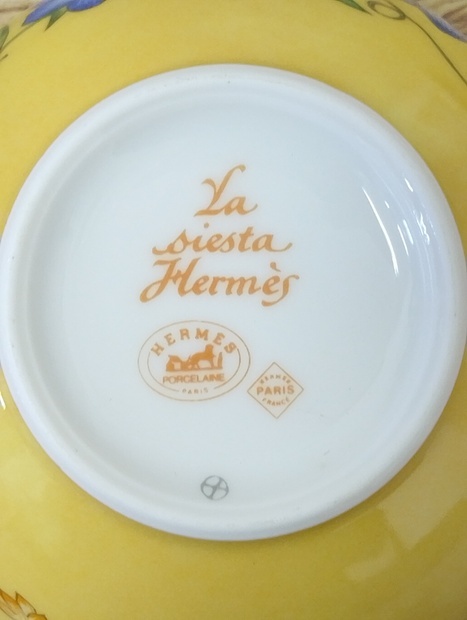 La
siesta
Hermès
HERMES
PORCELAINE
PARIS
HERMES
PARIS
FRANCE